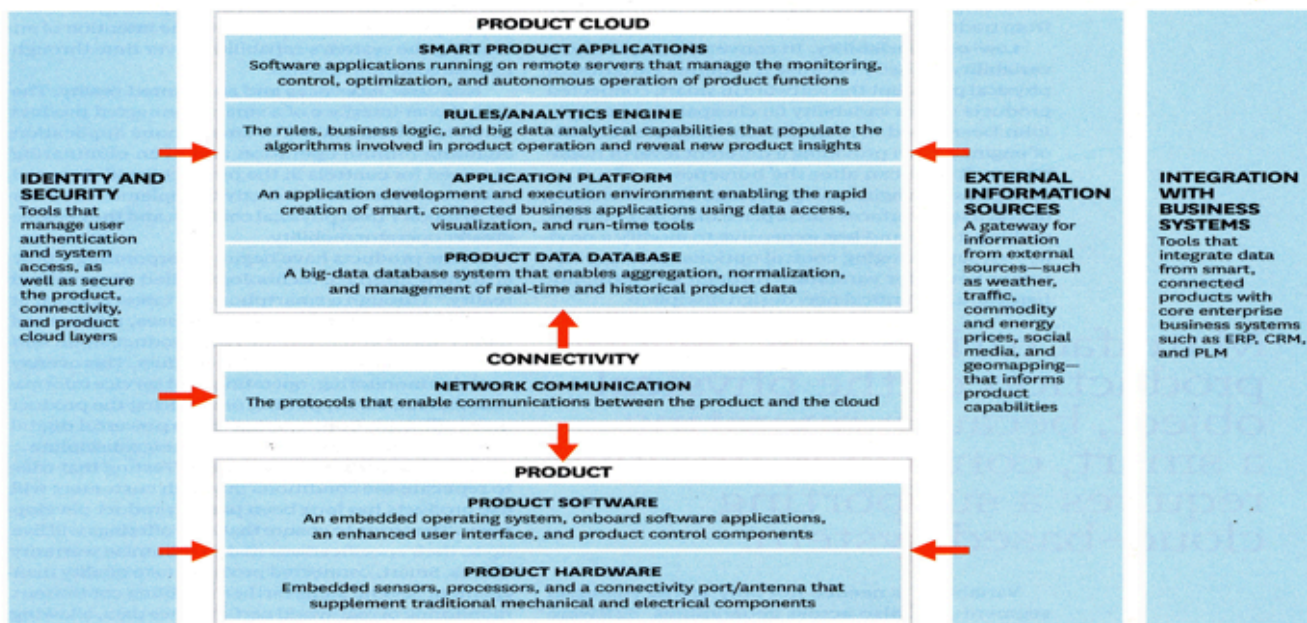 PRODUCT CLOUD
SMART PRODUCT APPLICATIONS
Software applications running on remote servers that manage the monitoring,
control, optimization, and autonomous operation of product functions
RULES/ANALYTICS ENGINE
The rules, business logic, and big data analytical capabilities that populate the
algorithms involved in product operation and reveal new product insights
APPLICATION PLATFORM
An application development and execution environment enabling the rapid
creation of smart, connected business applications using data access,
visualization, and run-time tools
PRODUCT DATA DATABASE
A big-data database system that enables aggregation, normalization,
and management of real-time and historical product data
CONNECTIVITY
NETWORK COMMUNICATION
The protocols that enable communications between the product and the cloud
PRODUCT
PRODUCT SOFTWARE
An embedded operating system, onboard software applications,
an enhanced user interface, and product control components
PRODUCT HARDWARE
Embedded sensors, processors, and a connectivity port/antenna that
supplement traditional mechanical and electrical components
IDENTITY AND
SECURITY
Tools that
manage user
authentication
and system
access, as
well as secure
the product,
connectivity,
and product
cloud layers
EXTERNAL
INFORMATION
SOURCES
A gateway for
information
from external
sources—such
as weather,
traffic,
commodity
and energy
prices, social
media, and
geomapping—
that informs
product
capabilities
INTEGRATION
WITH
BUSINESS
SYSTEMS
Tools that
integrate data
from smart,
connected
products with
core enterprise
business systems
such as ERP, CRM,
and PLM